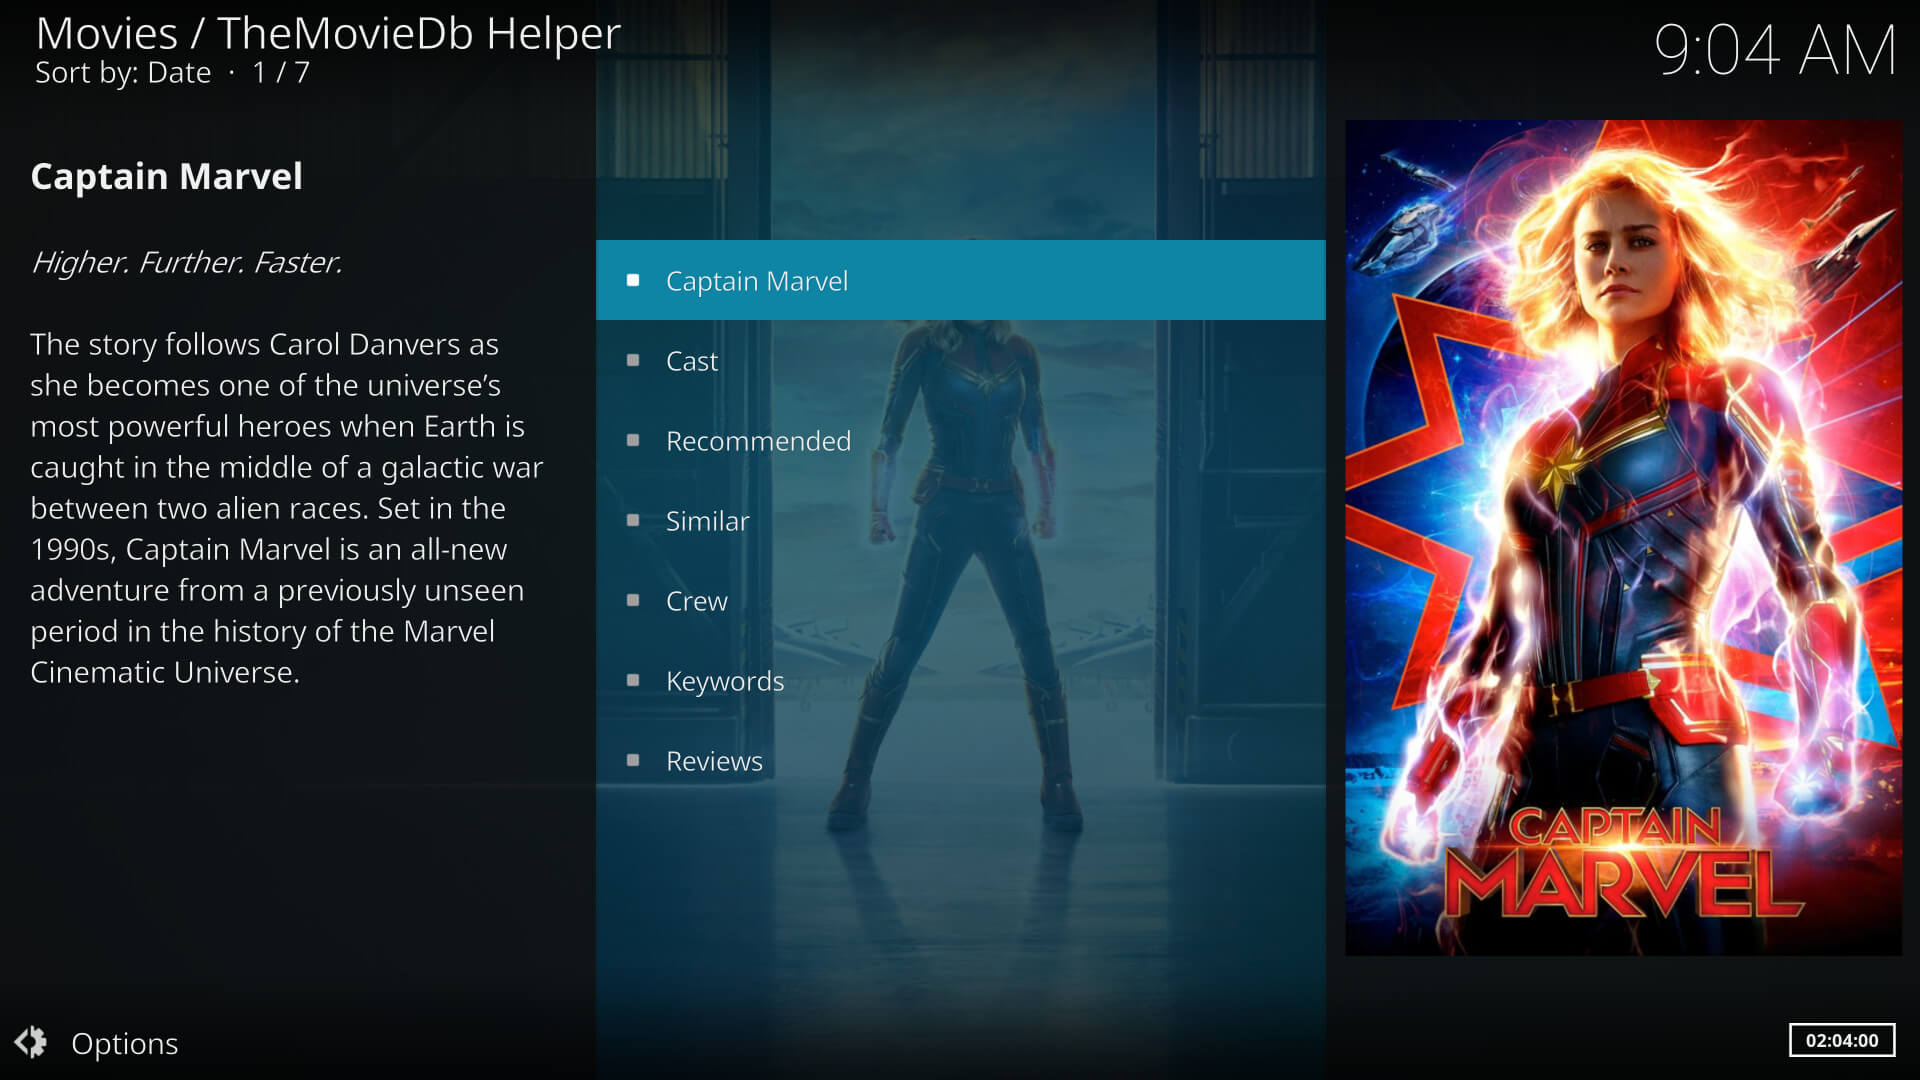 Movies / TheMovieDb Helper
Sort by: Date · 1 / 7
9:04 AM
Captain Marvel
Higher. Further. Faster.
The story follows Carol Danvers as
she becomes one of the universe’s
most powerful heroes when Earth is
caught in the middle of a galactic war
between two alien races. Set in the
1990s, Captain Marvel is an all-new
adventure from a previously unseen
period in the history of the Marvel
Cinematic Universe.
Captain Marvel
Cast
Recommended
Similar
Crew
Keywords
Reviews
CAPTAIN
MARVEL
Options
02:04:00